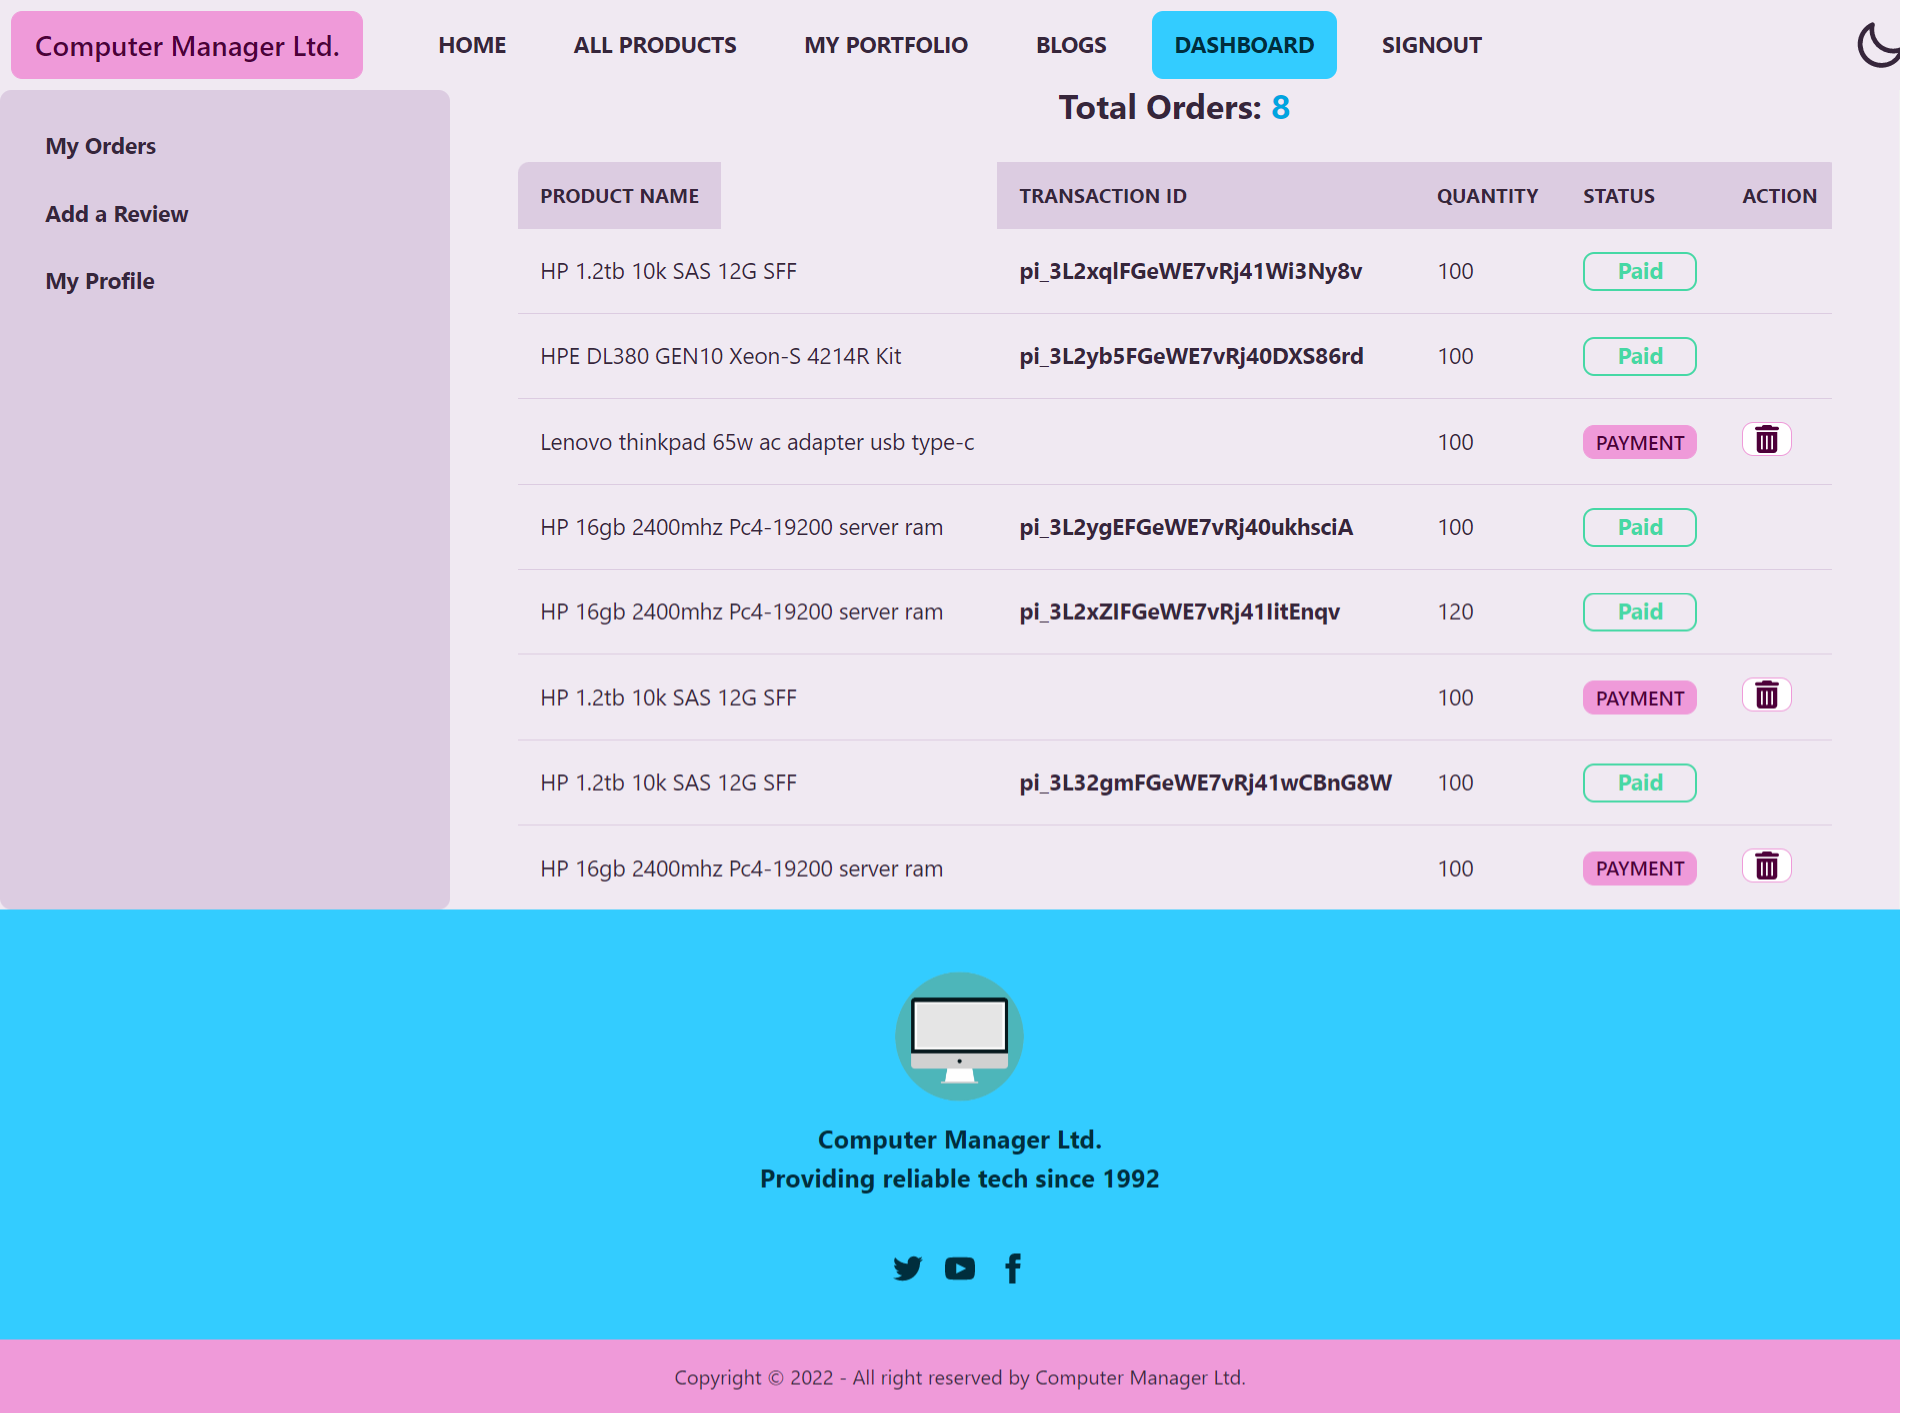 Computer Manager Ltd. HOME ALL PRODUCTS MY PORTFOLIO BLOGS DASHBOARD SIGNOUT
My Orders
Add a Review
My Profile
Total Orders: 8
PRODUCT NAME TRANSACTION ID QUANTITY STATUS ACTION
HP 1.2tb 10k SAS 12G SFF pi_3L2xqlFGeWE7vRj41Wi3Ny8v 100 Paid
HPE DL380 GEN10 Xeon-S 4214R Kit pi_3L2yb5FGeWE7vRj40DXS86rd 100 Paid
Lenovo thinkpad 65w ac adapter usb type-c 100 PAYMENT
HP 16gb 2400mhz Pc4-19200 server ram pi_3L2ygEFGeWE7vRj40ukhsciA 100 Paid
HP 16gb 2400mhz Pc4-19200 server ram pi_3L2xZIFGeWE7vRj41IitEnqv 120 Paid
HP 1.2tb 10k SAS 12G SFF 100 PAYMENT
HP 1.2tb 10k SAS 12G SFF pi_3L32gmFGeWE7vRj41wCBnG8W 100 Paid
HP 16gb 2400mhz Pc4-19200 server ram 100 PAYMENT
Computer Manager Ltd.
Providing reliable tech since 1992
Copyright © 2022 - All right reserved by Computer Manager Ltd.